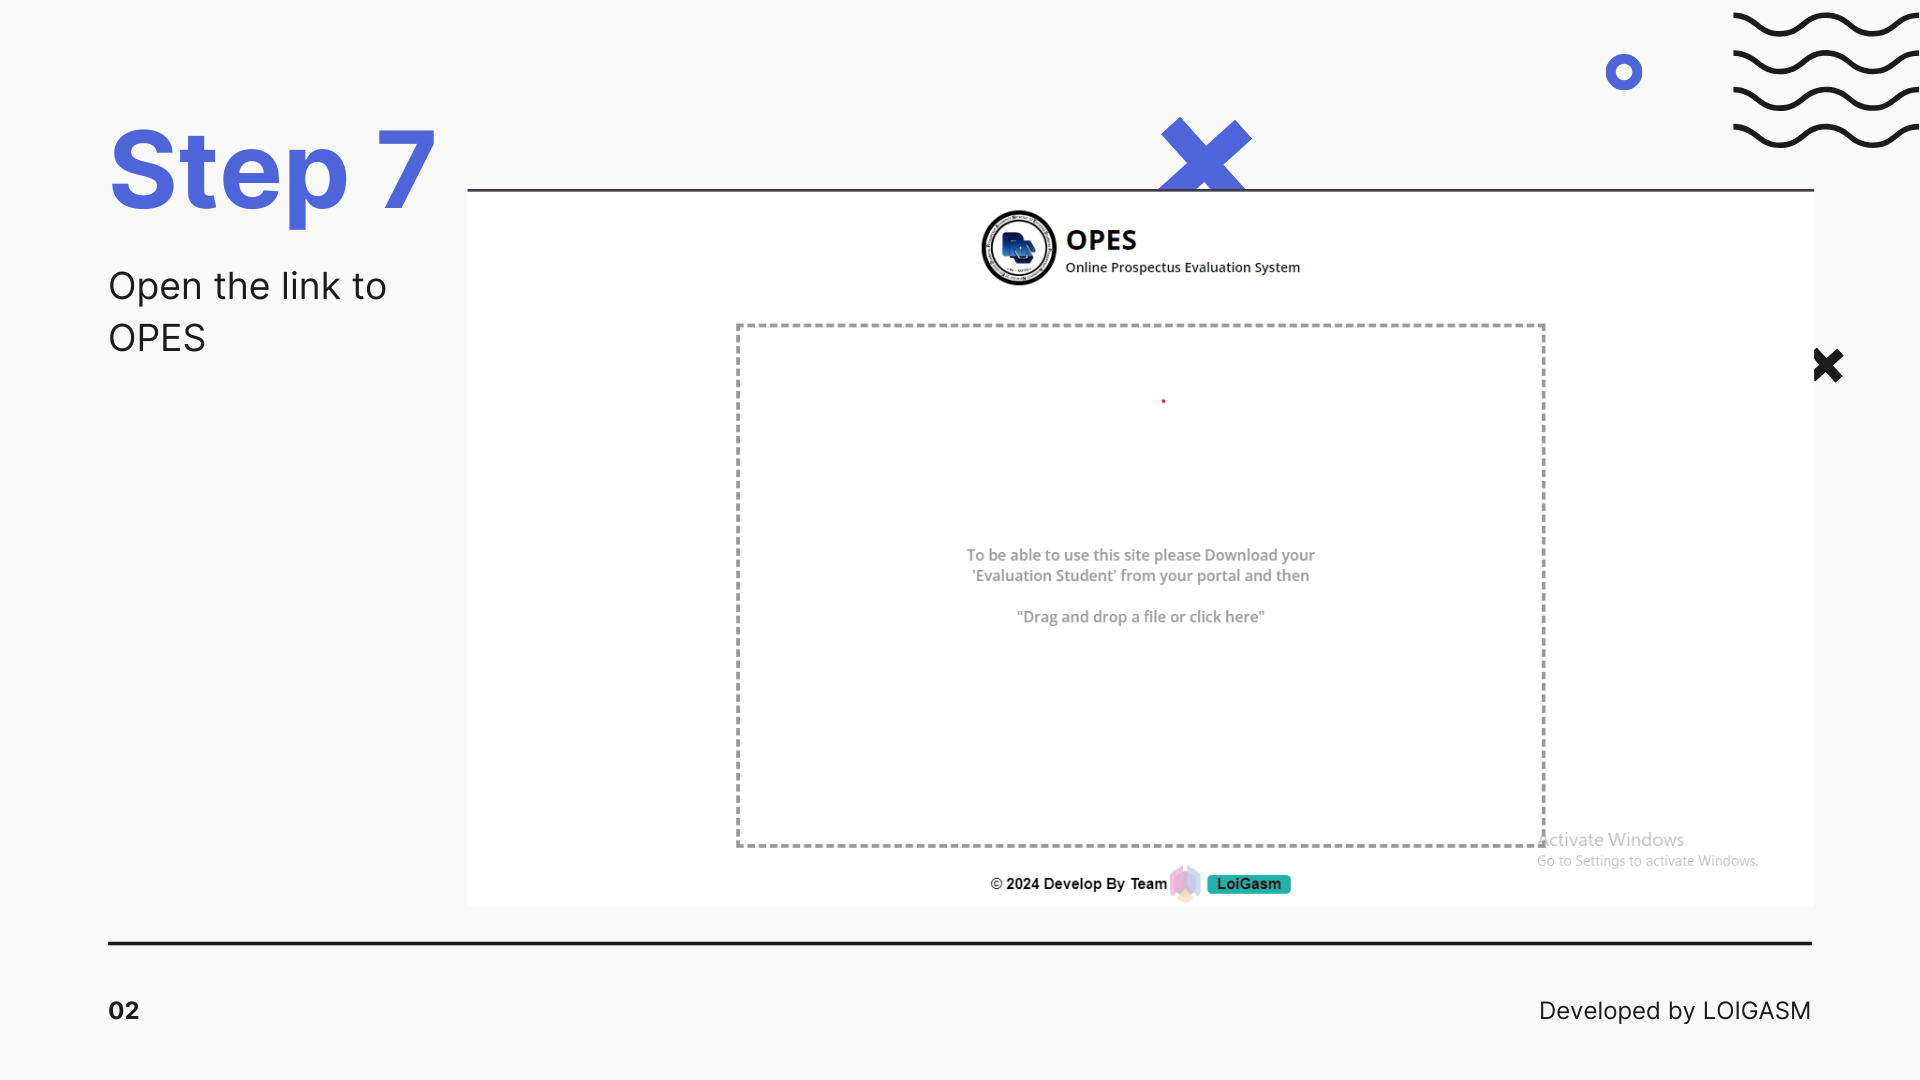 Step 7
Open the link to
OPES
OPES
Online Prospectus Evaluation System
To be able to use this site please Download your
'Evaluation Student' from your portal and then
"Drag and drop a file or click here"
Activate Windows
Go to Settings to activate Windows.
© 2024 Develop By Team LoiGasm
02
Developed by LOIGASM